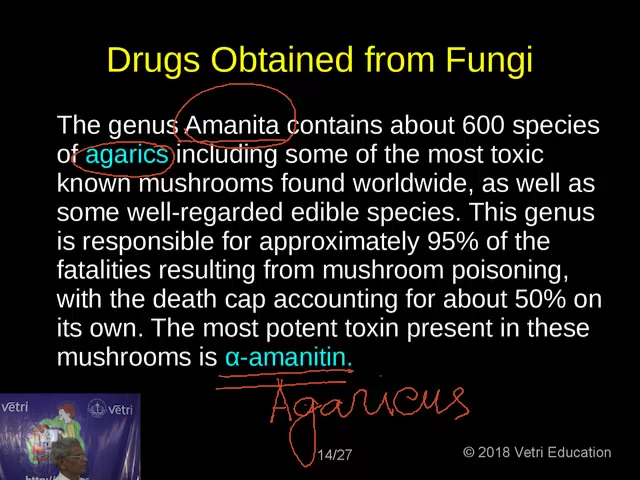 Drugs Obtained from Fungi
The genus Amanita contains about 600 species
of agarics including some of the most toxic
known mushrooms found worldwide, as well as
some well-regarded edible species. This genus
is responsible for approximately 95% of the
fatalities resulting from mushroom poisoning,
with the death cap accounting for about 50% on
its own. The most potent toxin present in these
mushrooms is α-amanitin.
Agaricus
vetri
vetri
14/27
© 2018 Vetri Education